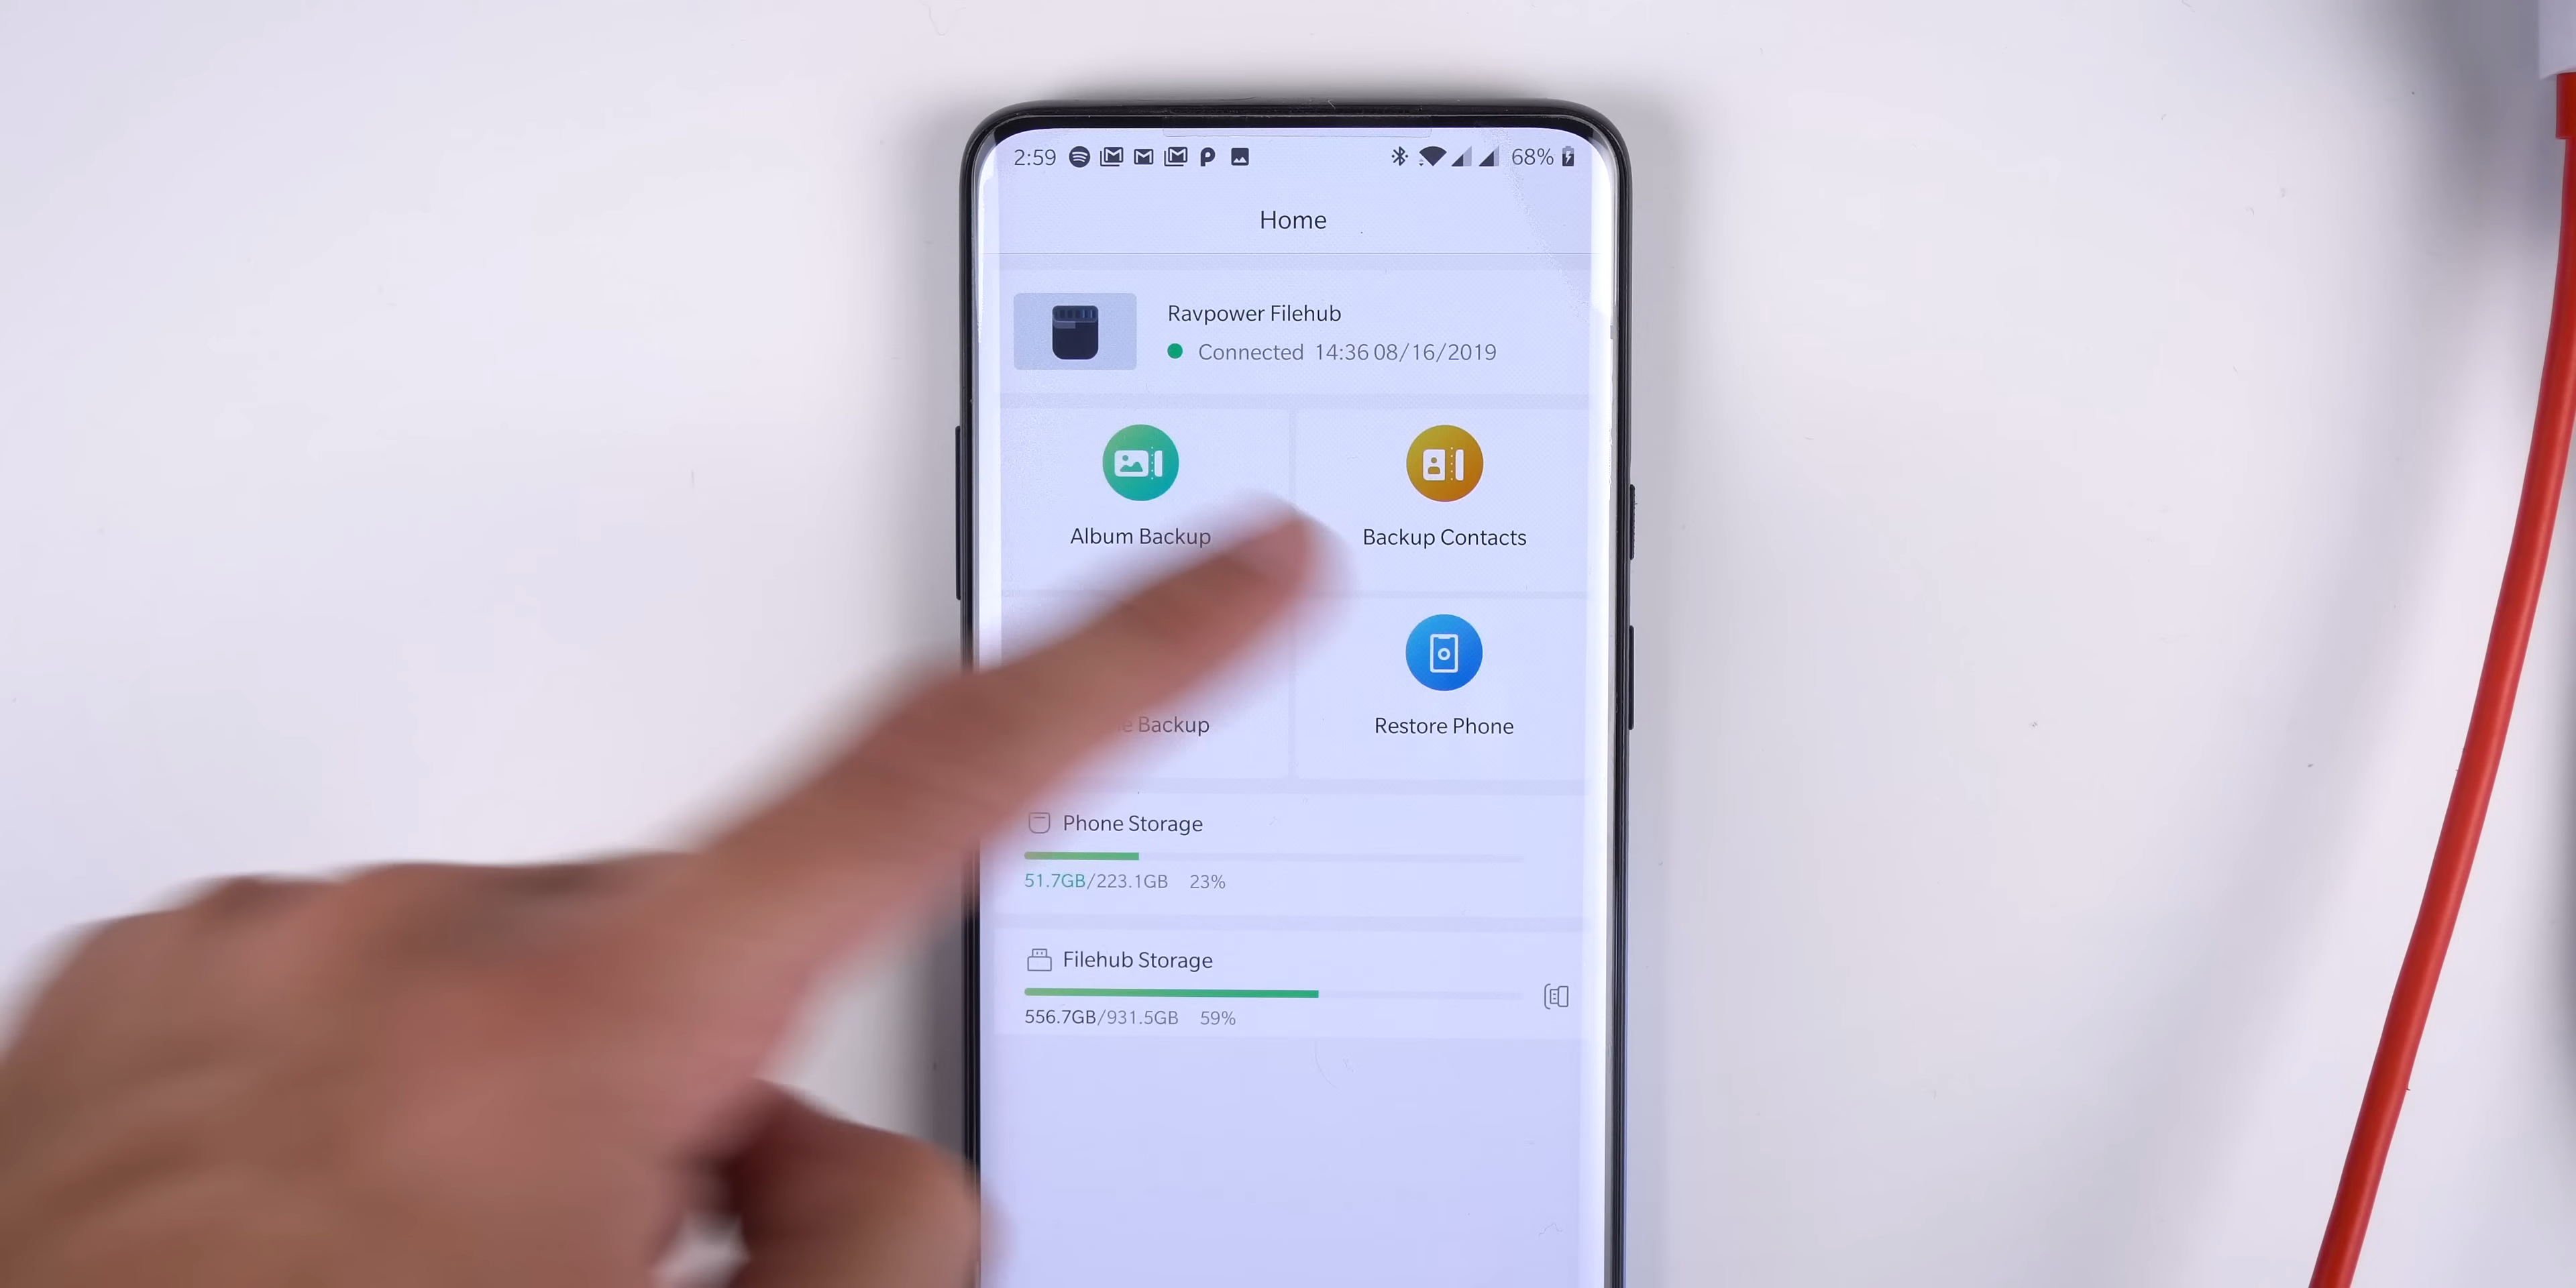 2:59 68%
Home
Ravpower Filehub
Connected 14:36 08/16/2019
Album Backup
Backup Contacts
Backup
Restore Phone
Phone Storage
51.7GB/223.1GB 23%
Filehub Storage
556.7GB/931.5GB 59%